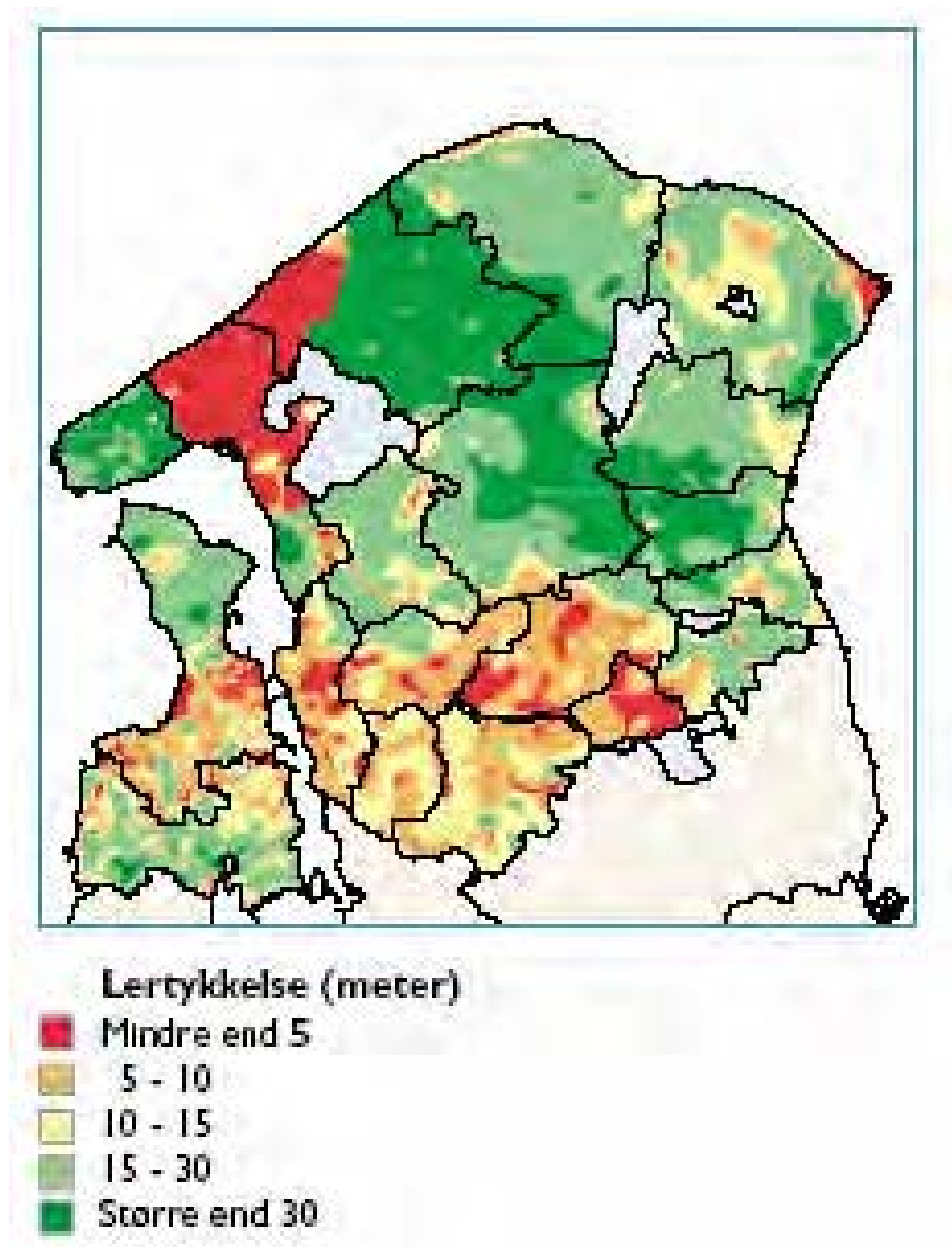 Lertykkelse (meter)
Mindre end 5
5 - 10
10 - 15
15 - 30
Større end 30